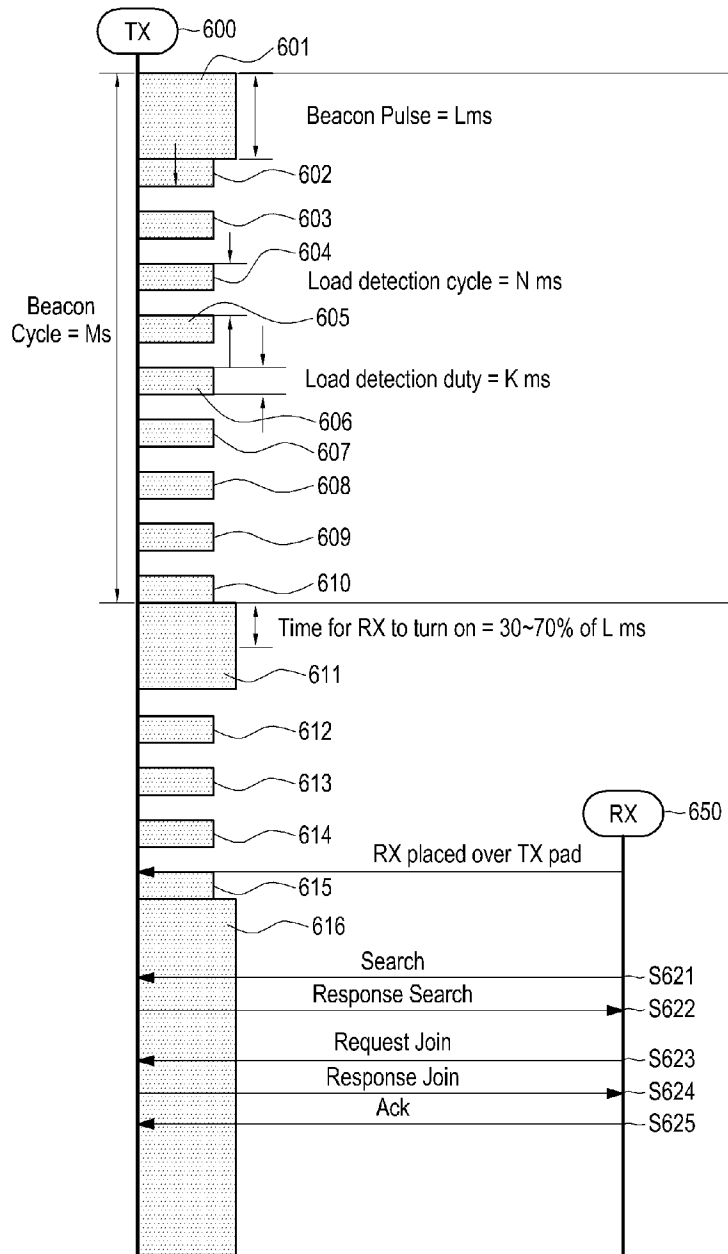 TX 600
601
Beacon Pulse = Lms
602
603
604
Load detection cycle = N ms
Beacon
Cycle = Ms
605
Load detection duty = K ms
606
607
608
609
610
Time for RX to turn on = 30~70% of L ms
611
612
613
614
RX 650
RX placed over TX pad
615
616
Search
S621
Response Search
S622
Request Join
S623
Response Join
S624
Ack
S625